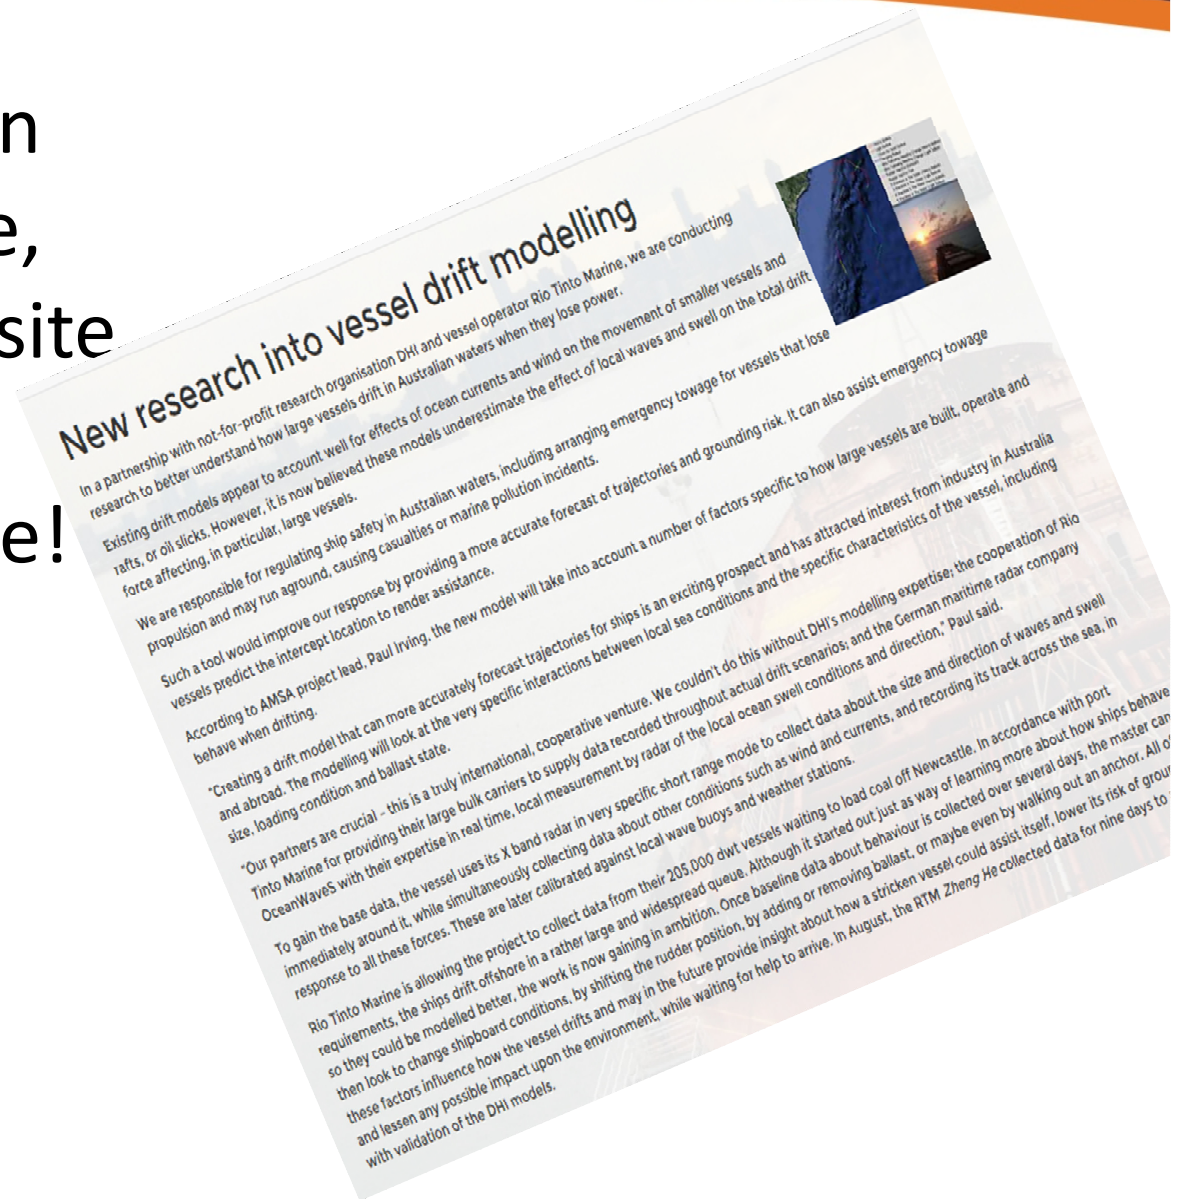 n
e,
site
e!
New research into vessel drift modelling
In a partnership with not-for-profit research organisation DHI and vessel operator Rio Tinto Marine, we are conducting
research to better understand how large vessels drift in Australian waters when they lose power.
Existing drift models appear to account well for effects of ocean currents and wind on the movement of smaller vessels and
rafts, or oil slicks. However, it is now believed these models underestimate the effect of local waves and swell on the total drift
force affecting, in particular, large vessels.
We are responsible for regulating ship safety in Australian waters, including arranging emergency towage for vessels that lose
propulsion and may run aground, causing casualties or marine pollution incidents.
Such a tool would improve our response by providing a more accurate forecast of trajectories and grounding risk. It can also assist emergency towage
vessels predict the intercept location to render assistance.
According to AMSA project lead, Paul Irving, the new model will take into account a number of factors specific to how large vessels are built, operate and
behave when drifting.
"Creating a drift model that can more accurately forecast trajectories for ships is an exciting prospect and has attracted interest from industry in Australia
and abroad. The modelling will look at the very specific interactions between local sea conditions and the specific characteristics of the vessel, including
size, loading condition and ballast state.
"Our partners are crucial – this is a truly international, cooperative venture. We couldn't do this without DHI's modelling expertise; the cooperation of Rio
Tinto Marine for providing their large bulk carriers to supply data recorded throughout actual drift scenarios; and the German maritime radar company
OceanWaveS with their expertise in real time, local measurement by radar of the local ocean swell conditions and direction," Paul said.
To gain the base data, the vessel uses its X band radar in very specific short range mode to collect data about the size and direction of waves and swell
immediately around it, while simultaneously collecting data about other conditions such as wind and currents, and recording its track across the sea, in
response to all these forces. These are later calibrated against local wave buoys and weather stations.
Rio Tinto Marine is allowing the project to collect data from their 205,000 dwt vessels waiting to load coal off Newcastle. In accordance with port
requirements, the ships drift offshore in a rather large and widespread queue. Although it started out just as way of learning more about how ships behave
so they could be modelled better, the work is now gaining in ambition. Once baseline data about behaviour is collected over several days, the master can
then look to change shipboard conditions, by shifting the rudder position, by adding or removing ballast, or maybe even by walking out an anchor. All of
these factors influence how the vessel drifts and may in the future provide insight about how a stricken vessel could assist itself, lower its risk of grou
and lessen any possible impact upon the environment, while waiting for help to arrive. In August, the RTM Zheng He collected data for nine days to
with validation of the DHI models.